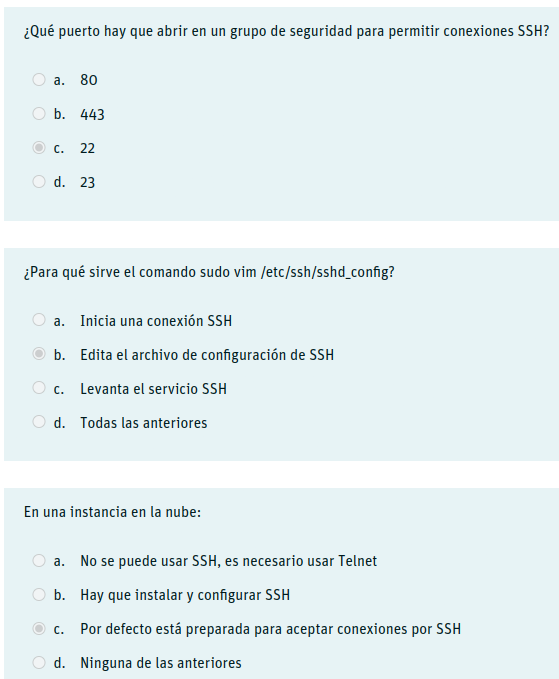 ¿Qué puerto hay que abrir en un grupo de seguridad para permitir conexiones SSH?
a. 80
b. 443
c. 22
d. 23
¿Para qué sirve el comando sudo vim /etc/ssh/sshd_config?
a. Inicia una conexión SSH
b. Edita el archivo de configuración de SSH
c. Levanta el servicio SSH
d. Todas las anteriores
En una instancia en la nube:
a. No se puede usar SSH, es necesario usar Telnet
b. Hay que instalar y configurar SSH
c. Por defecto está preparada para aceptar conexiones por SSH
d. Ninguna de las anteriores